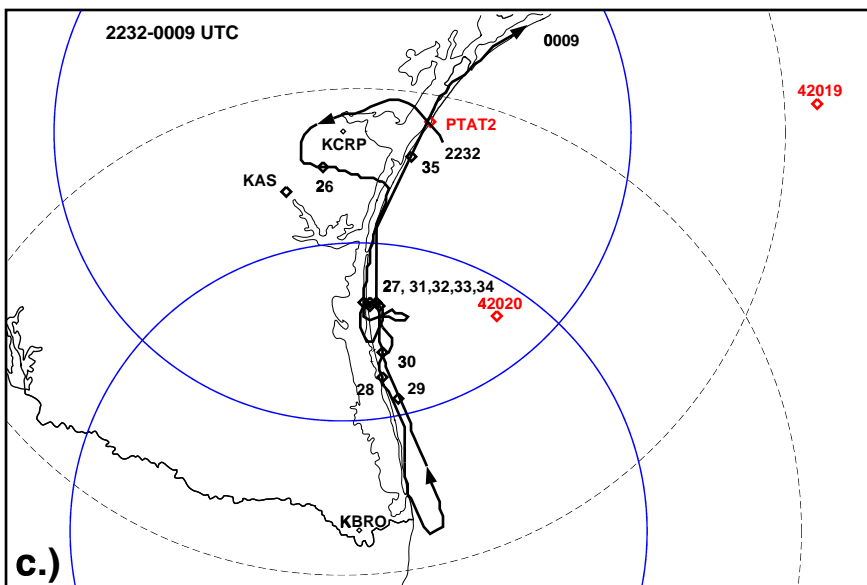 2232-0009 UTC
0009
42019
PTAT2
KCRP
2232
35
26
KAS
27, 31,32,33,34
42020
30
28
29
KBRO
c.)